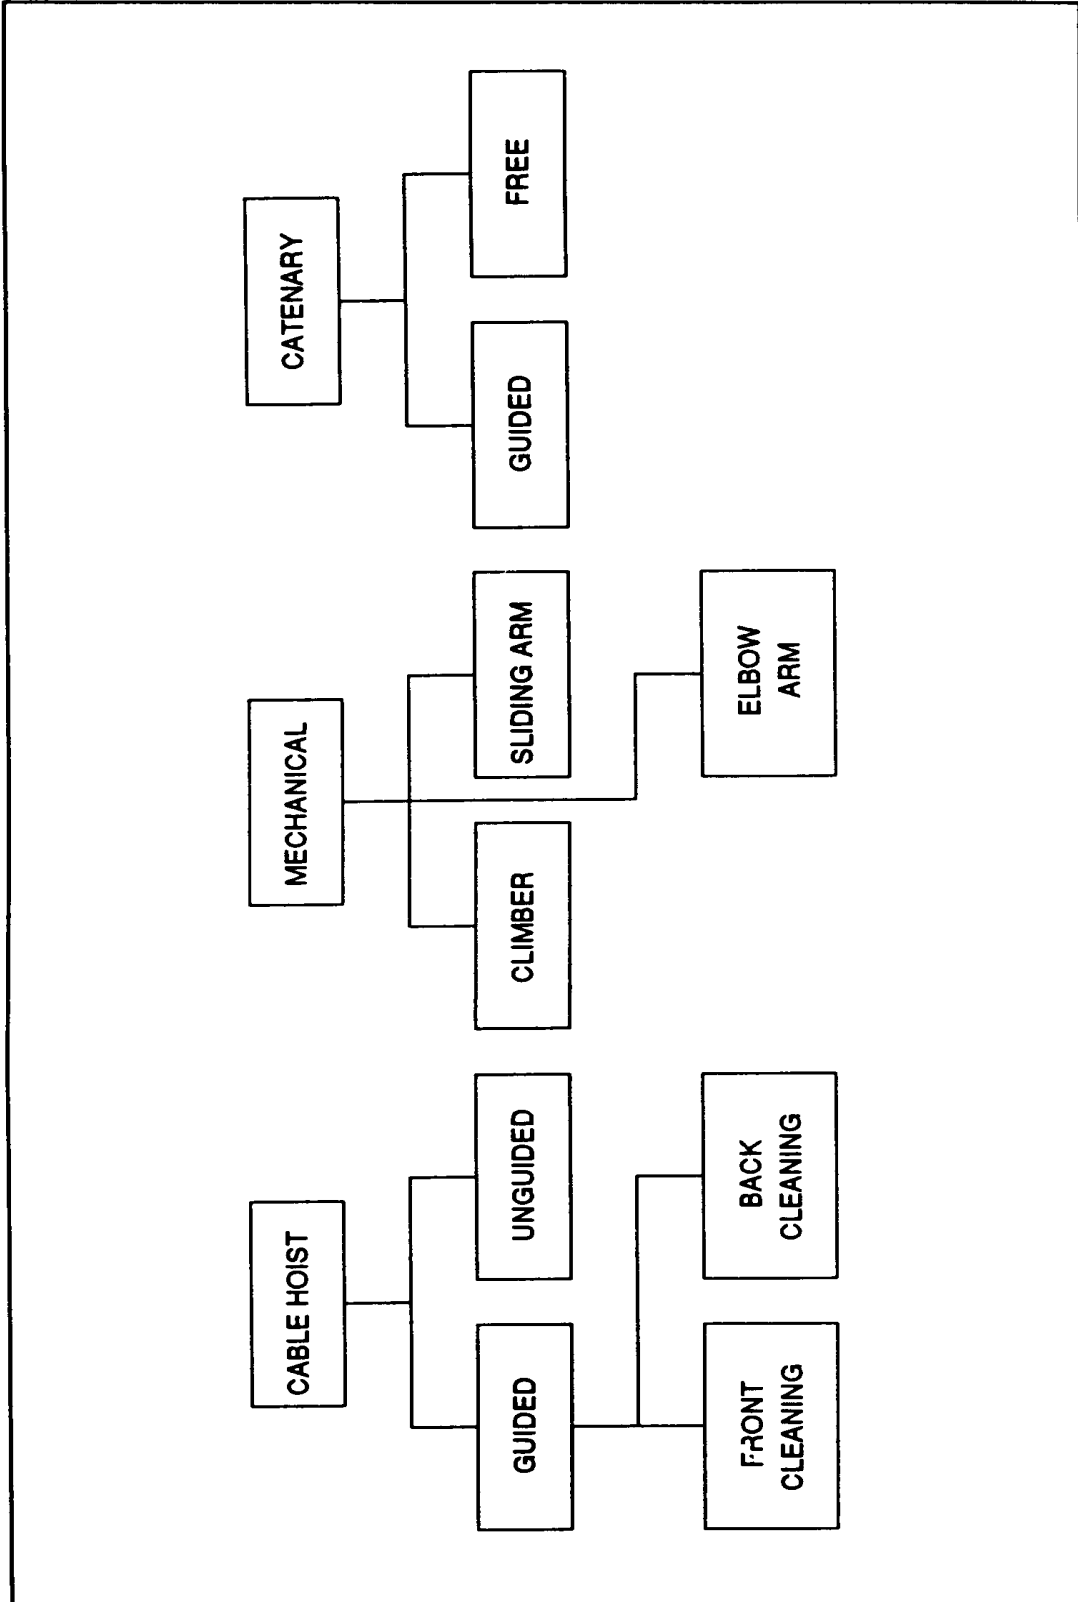 CABLE HOIST
MECHANICAL
CATENARY
GUIDED
UNGUIDED
CLIMBER
SLIDING ARM
GUIDED
FREE
FRONT
CLEANING
BACK
CLEANING
ELBOW
ARM